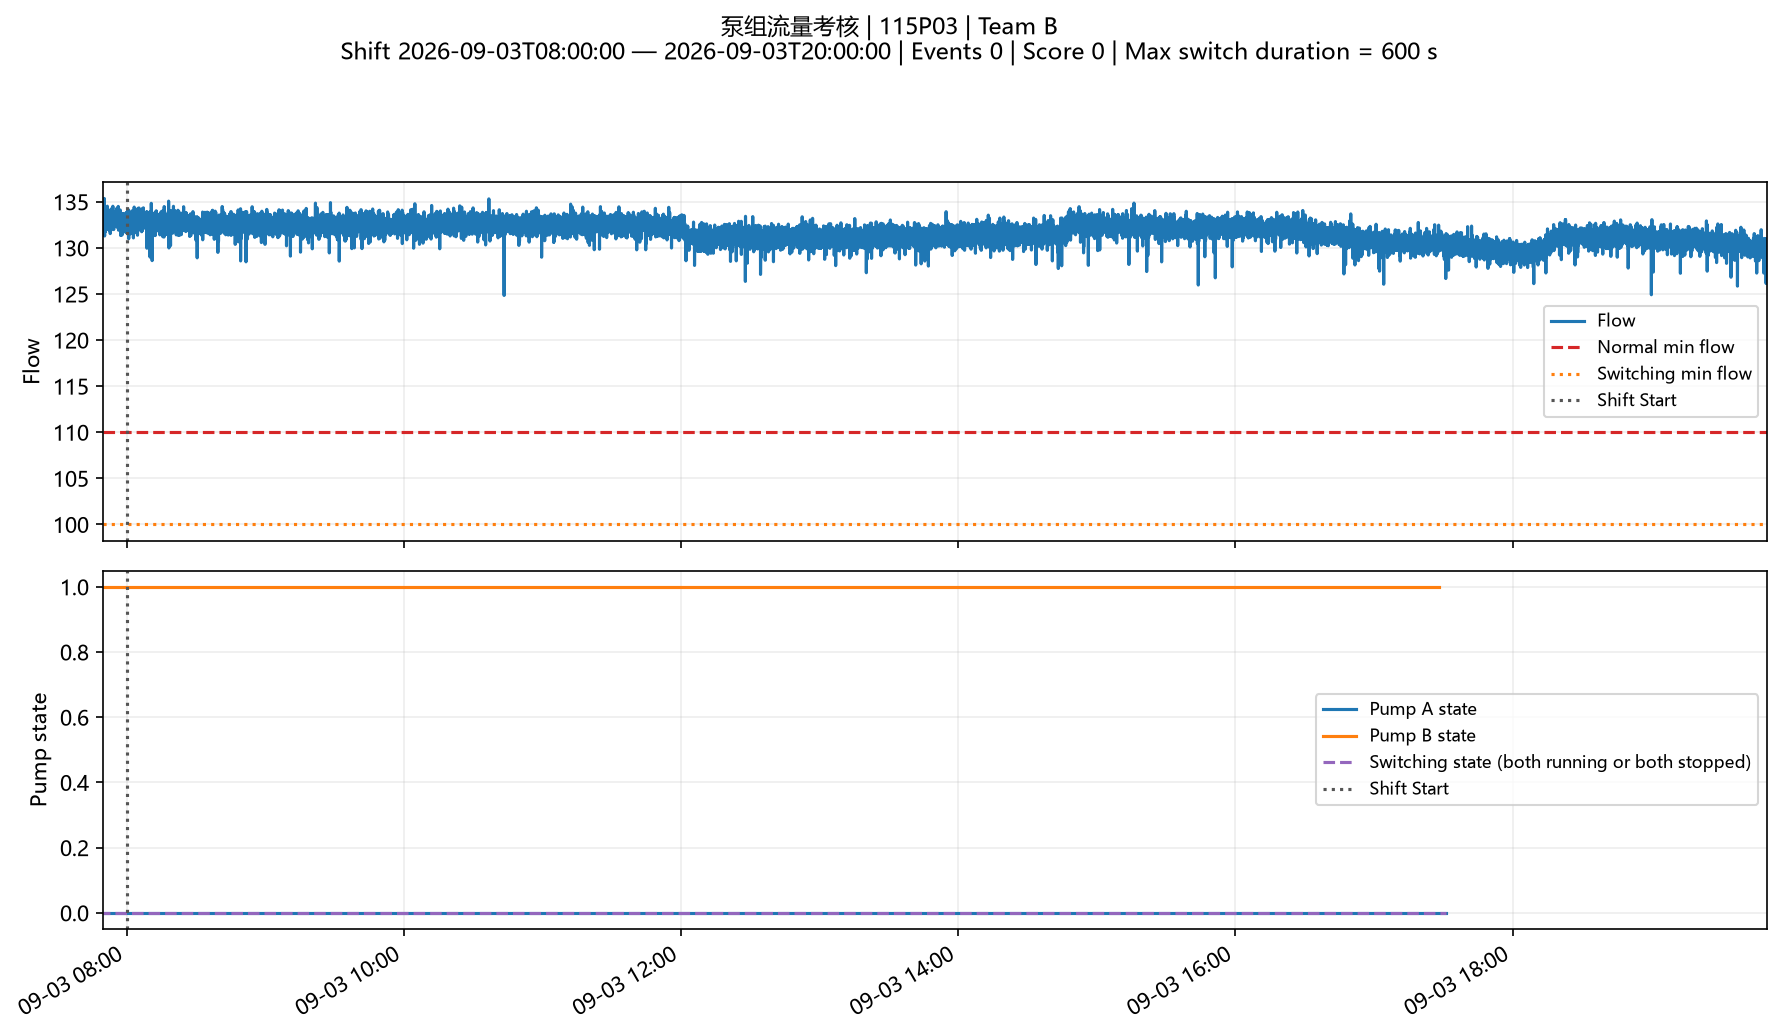 泵组流量考核 | 115P03 | Team B
Shift 2026-09-03T08:00:00 — 2026-09-03T20:00:00 | Events 0 | Score 0 | Max switch duration = 600 s
135
130
125
120
115
110
105
100
Flow
Flow
Normal min flow
Switching min flow
Shift Start
1.0
0.8
0.6
0.4
0.2
0.0
Pump state
Pump A state
Pump B state
Switching state (both running or both stopped)
Shift Start
09-03 08:00
09-03 10:00
09-03 12:00
09-03 14:00
09-03 16:00
09-03 18:00